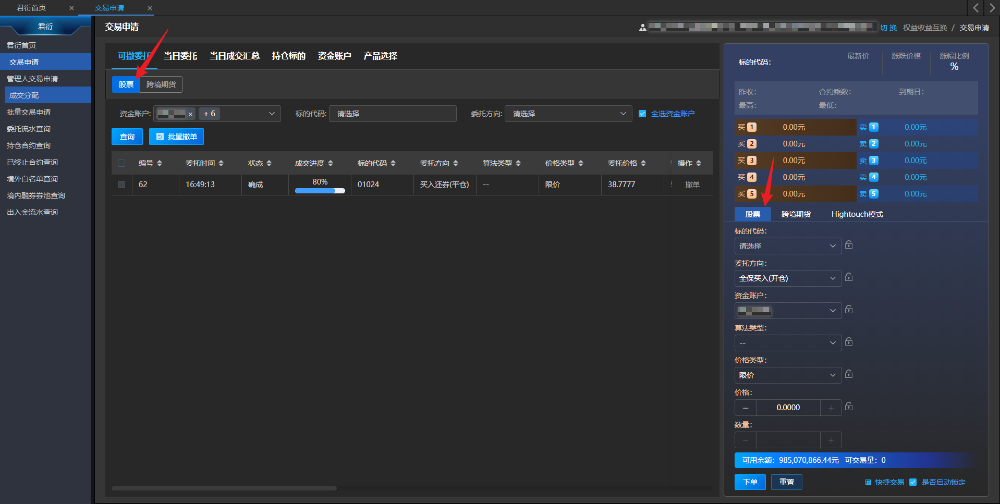 君衍首页
交易申请
君衍
君衍首页
交易申请
管理人交易申请
成交分配
批量交易申请
委托流水查询
持仓合约查询
已终止合约查询
境外白名单查询
境内融券券池查询
出入金流水查询
交易申请
切 换 权益收益互换 / 交易申请
可撤委托 当日委托 当日成交汇总 持仓标的 资金账户 产品选择
股票 跨境期货
资金账户: × + 6 标的代码: 请选择 委托方向: 请选择 全选资金账户
查询 批量撤单
编号 委托时间 状态 成交进度 标的代码 委托方向 算法类型 价格类型 委托价格 操作
62 16:49:13 确成 80% 01024 买入还券(平仓) -- 限价 38.7777 撤单
标的代码: 最新价 涨跌价格 涨幅比例
%
昨收: 合约乘数: 到期日:
最高: 最低:
买 1 0.00元 卖 1 0.00元
买 2 0.00元 卖 2 0.00元
买 3 0.00元 卖 3 0.00元
买 4 0.00元 卖 4 0.00元
买 5 0.00元 卖 5 0.00元
股票 跨境期货 Hightouch模式
标的代码:
请选择
委托方向:
全保买入(开仓)
资金账户:
算法类型:
--
价格类型:
限价
价格:
− 0.0000 +
数量:
− +
可用余额: 985,070,866.44元 可交易量: 0
下单 重置 快捷交易 是否启动锁定